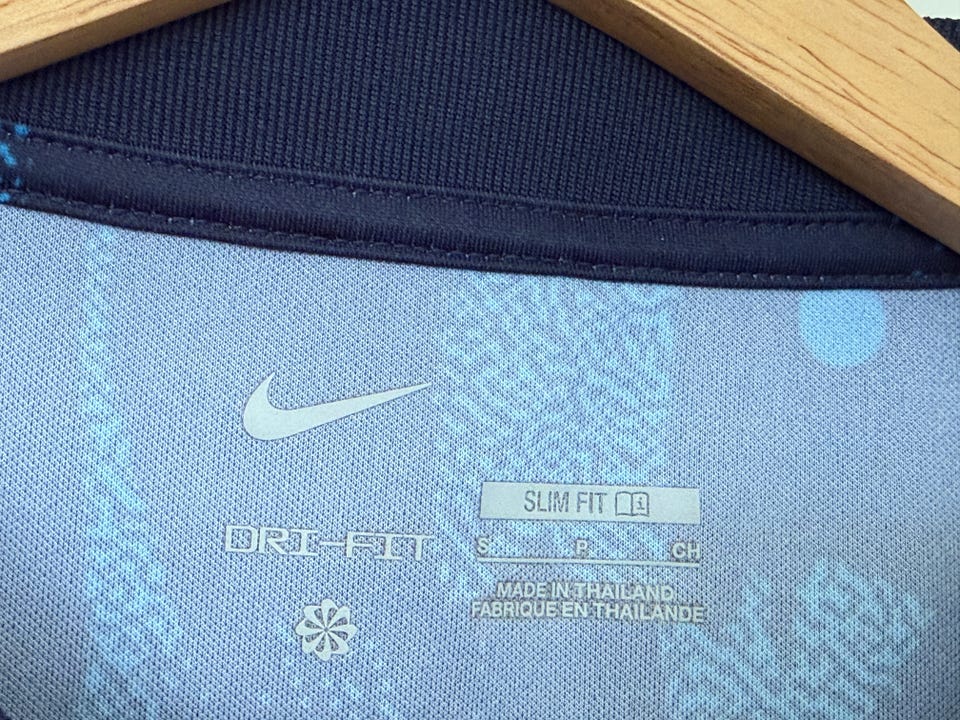 DRI-FIT
SLIM FIT
S P CH
MADE IN THAILAND
FABRIQUE EN THAILANDE